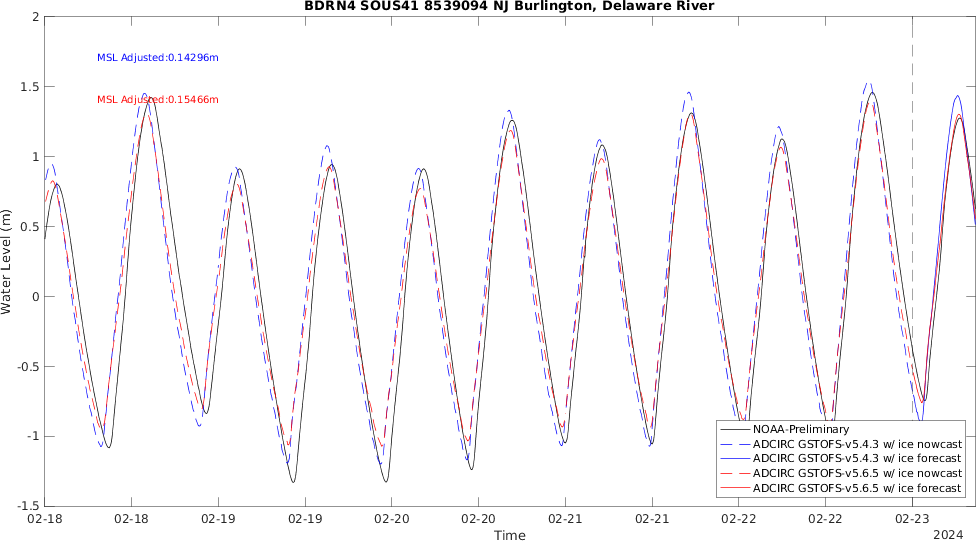 BDRN4 SOUS41 8539094 NJ Burlington, Delaware River
2
MSL Adjusted:0.14296m
1.5
MSL Adjusted:0.15466m
1
0.5
Water Level (m)
0
-0.5
-1
NOAA-Preliminary
ADCIRC GSTOFS-v5.4.3 w/ ice nowcast
ADCIRC GSTOFS-v5.4.3 w/ ice forecast
ADCIRC GSTOFS-v5.6.5 w/ ice nowcast
ADCIRC GSTOFS-v5.6.5 w/ ice forecast
-1.5
02-18 02-18 02-19 02-19 02-20 02-20 02-21 02-21 02-22 02-22 02-23
Time
2024